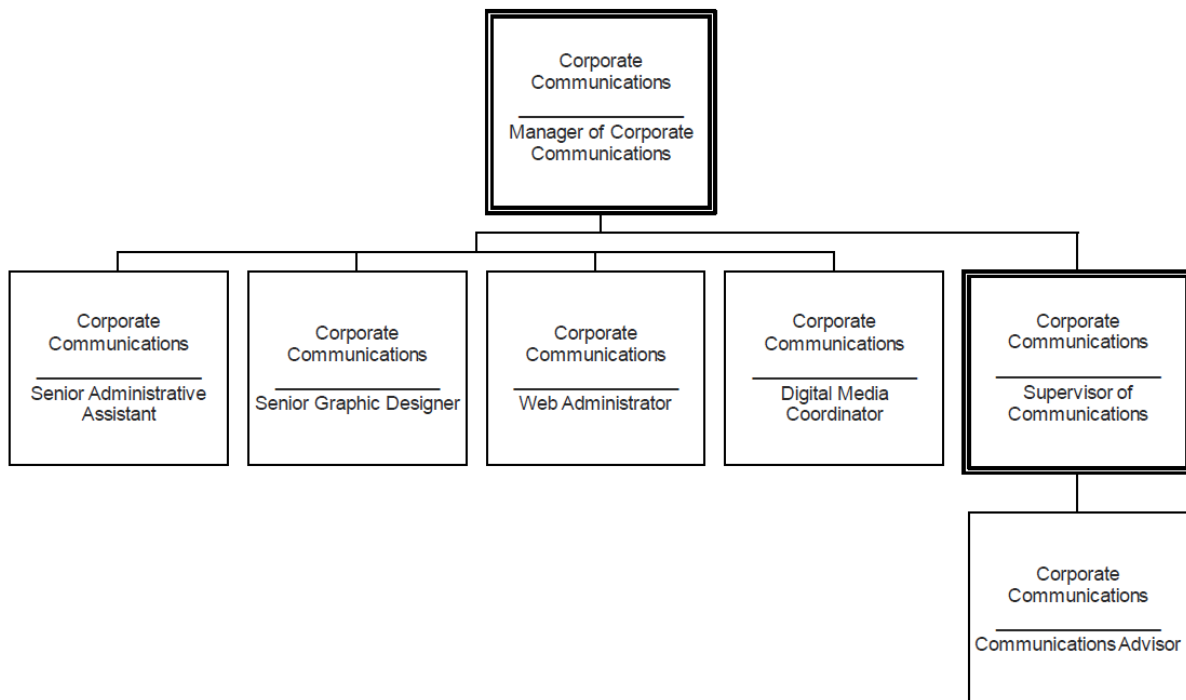 Corporate
Communications
Manager of Corporate
Communications
Corporate
Communications
Senior Administrative
Assistant
Corporate
Communications
Senior Graphic Designer
Corporate
Communications
Web Administrator
Corporate
Communications
Digital Media
Coordinator
Corporate
Communications
Supervisor of
Communications
Corporate
Communications
Communications Advisor